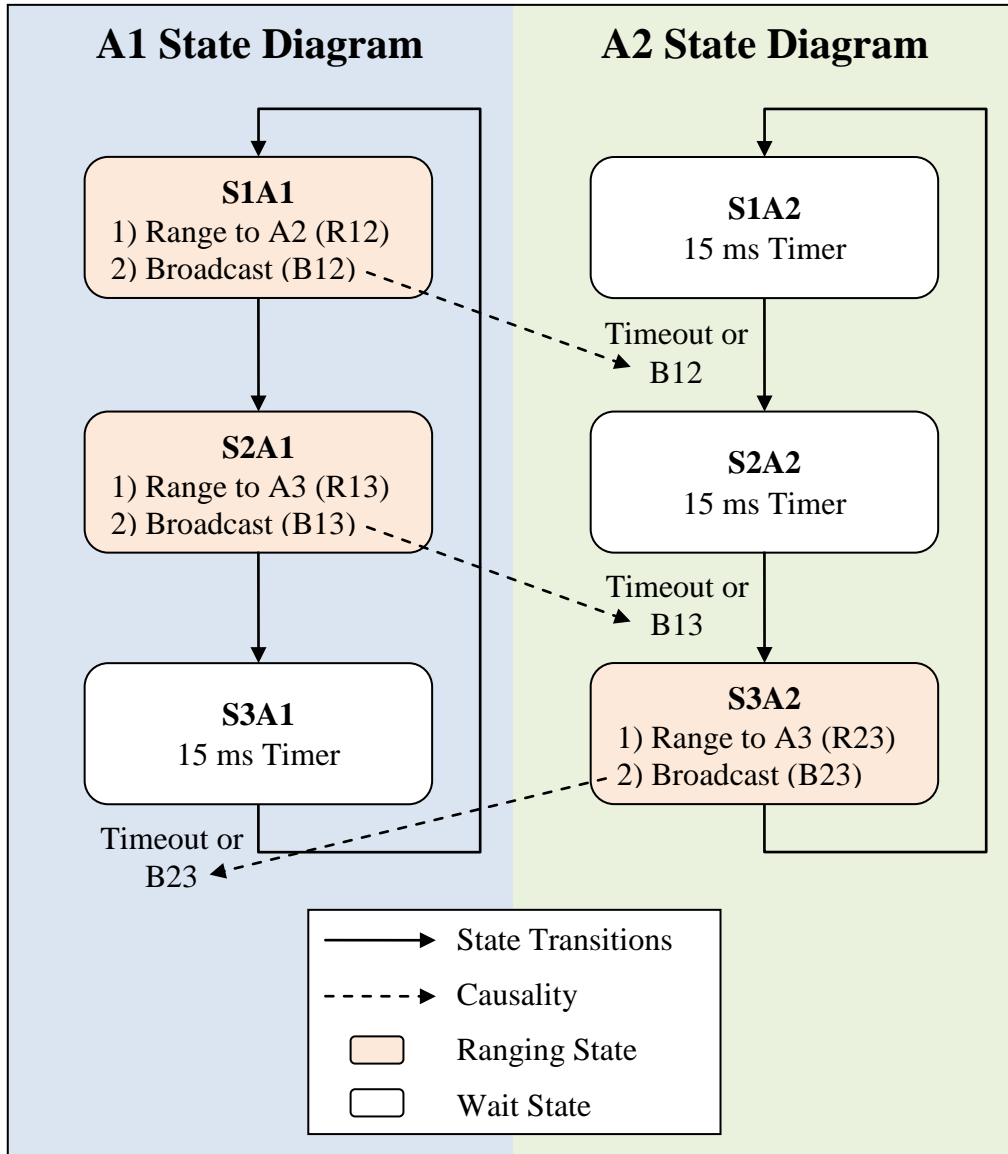 A1 State Diagram
S1A1
1) Range to A2 (R12)
2) Broadcast (B12)
S2A1
1) Range to A3 (R13)
2) Broadcast (B13)
S3A1
15 ms Timer
Timeout or
B23
A2 State Diagram
S1A2
15 ms Timer
Timeout or
B12
S2A2
15 ms Timer
Timeout or
B13
S3A2
1) Range to A3 (R23)
2) Broadcast (B23)
State Transitions
Causality
Ranging State
Wait State